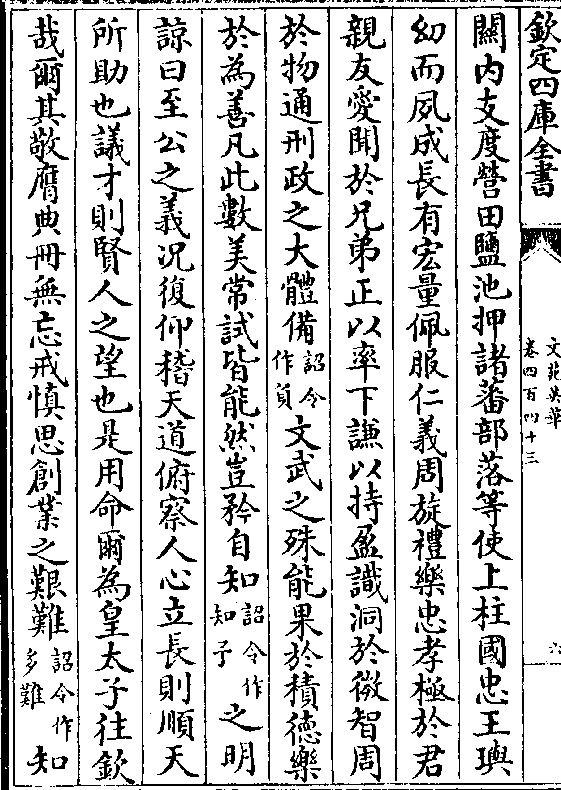 欽定四庫全書
文苑英華
卷四百四十三
六
關内支度營田鹽池押諸蕃部落等使上柱國忠王璵
幼而夙成長有宏量佩服仁義周旋禮樂忠孝極於君
親友愛聞於兄弟正以率下謙以持盈識洞於微智周
於物通刑政之大體備詔令作負文武之殊能果於積德樂
於為善凡此數美常試皆能然豈矜自知詔令作知子之明
諒曰至公之義況復仰稽天道俯察人心立長則順天
所助也議才則賢人之望也是用命爾為皇太子往欽
哉爾其敬膺典冊無忘戒慎思創業之艱難詔令作多難知